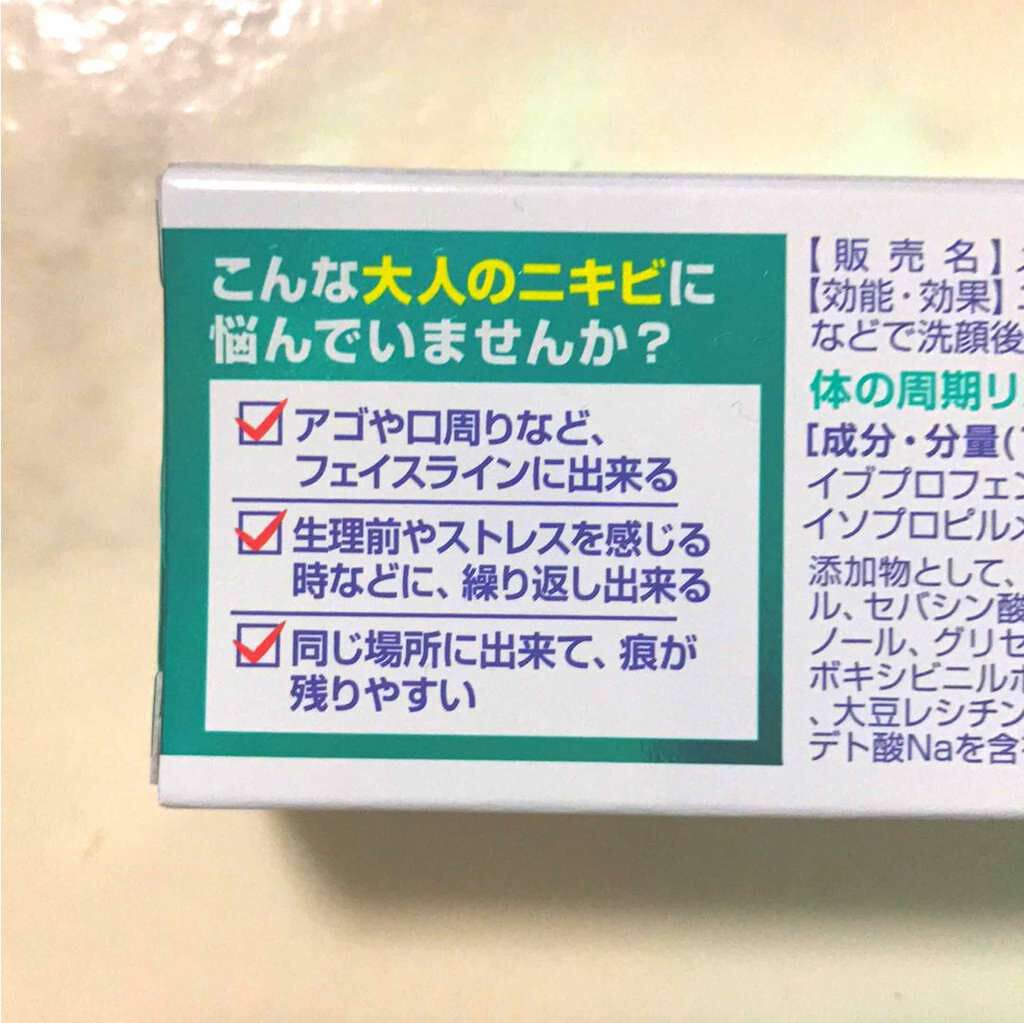 こんな大人のニキビに
悩んでいませんか?
アゴや口周りなど、
フェイスラインに出来る
生理前やストレスを感じる
時などに、繰り返し出来る
同じ場所に出来て、痕が
残りやすい
【販売名】
【効能・効果】
などで洗顔後
体の周期リ
[成分・分量(
イブプロフェン
イソプロピルメ
添加物として、
ル、セバシン酸
ノール、グリセ
ボキシビニルポ
、大豆レシチン
デト酸Naを含